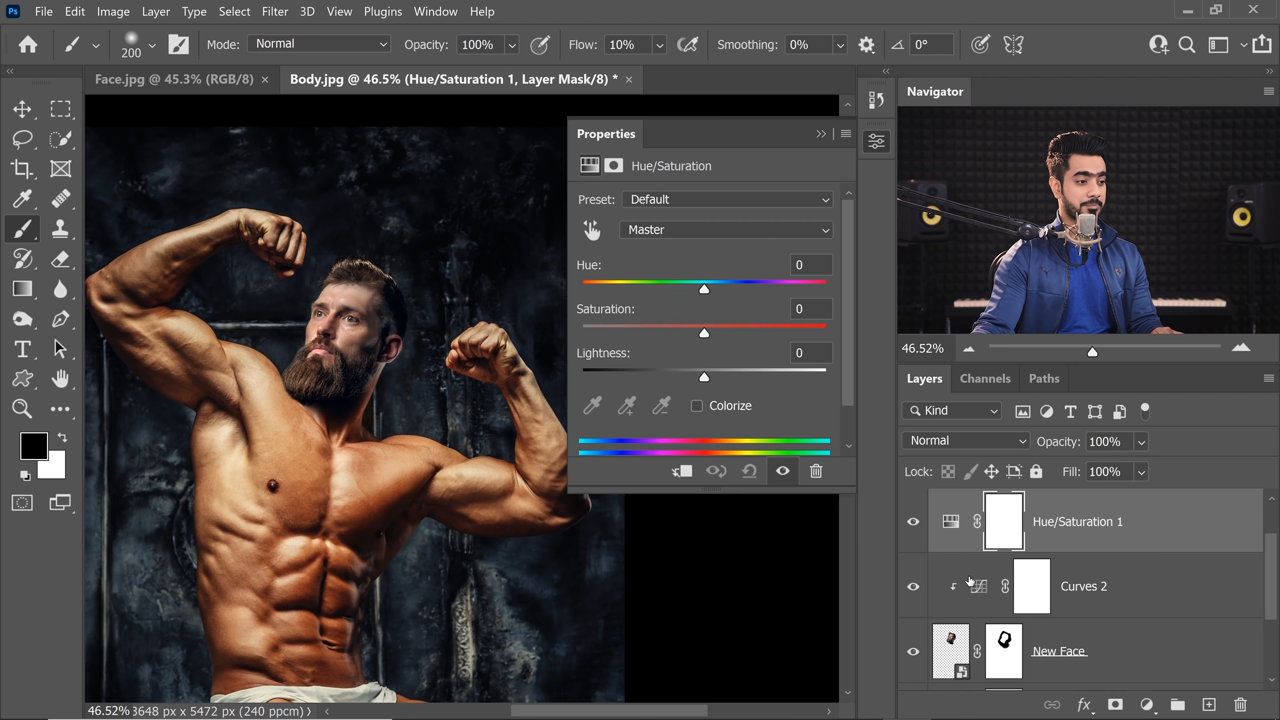 Ps File Edit Image Layer Type Select Filter 3D View Plugins Window Help
200 Mode: Normal Opacity: 100% Flow: 10% Smoothing: 0% 0°
Face.jpg @ 45.3% (RGB/8) × Body.jpg @ 46.5% (Hue/Saturation 1, Layer Mask/8) * ×
Properties
Hue/Saturation
Preset: Default
Master
Hue: 0
Saturation: 0
Lightness: 0
Colorize
Navigator
46.52%
Layers Channels Paths
Kind
Normal Opacity: 100%
Lock: Fill: 100%
Hue/Saturation 1
Curves 2
New Face
46.52% 3648 px x 5472 px (240 ppcm)
fx